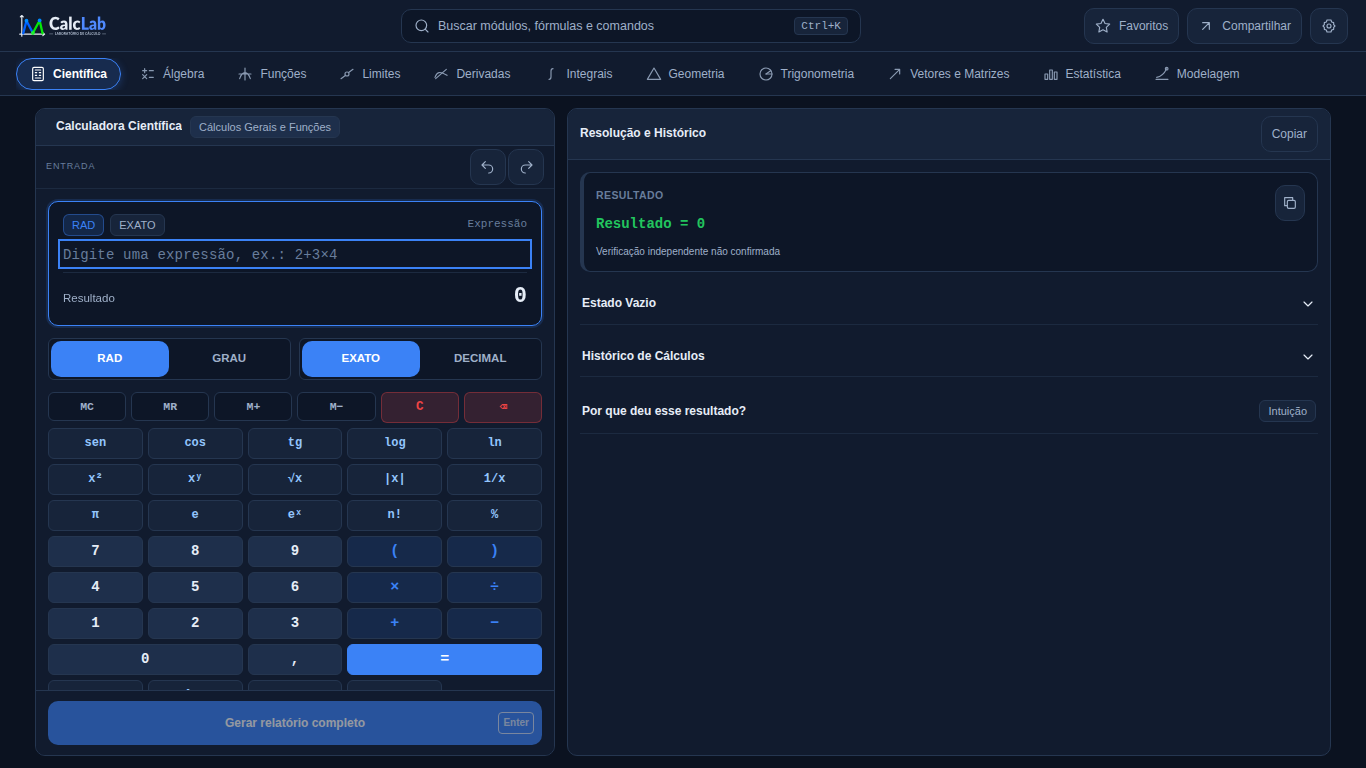 CalcLab
LABORATÓRIO DE CÁLCULO
Buscar módulos, fórmulas e comandos
Ctrl+K
Favoritos
Compartilhar
Científica
Álgebra
Funções
Limites
Derivadas
Integrais
Geometria
Trigonometria
Vetores e Matrizes
Estatística
Modelagem
Calculadora Científica
Cálculos Gerais e Funções
ENTRADA
RAD
EXATO
Expressão
Digite uma expressão, ex.: 2+3×4
Resultado
0
RAD
GRAU
EXATO
DECIMAL
MC MR M+ M− C ⌫
sen cos tg log ln
x² xʸ √x |x| 1/x
π e eˣ n! %
7 8 9 ( )
4 5 6 × ÷
1 2 3 + −
0 , =
Gerar relatório completo
Enter
Resolução e Histórico
Copiar
RESULTADO
Resultado = 0
Verificação independente não confirmada
Estado Vazio
Histórico de Cálculos
Por que deu esse resultado?
Intuição